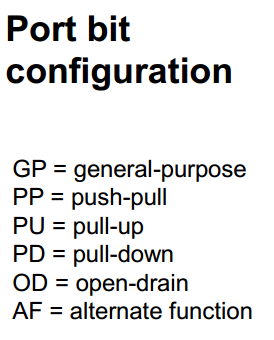 Port bit
configuration
GP = general-purpose
PP = push-pull
PU = pull-up
PD = pull-down
OD = open-drain
AF = alternate function